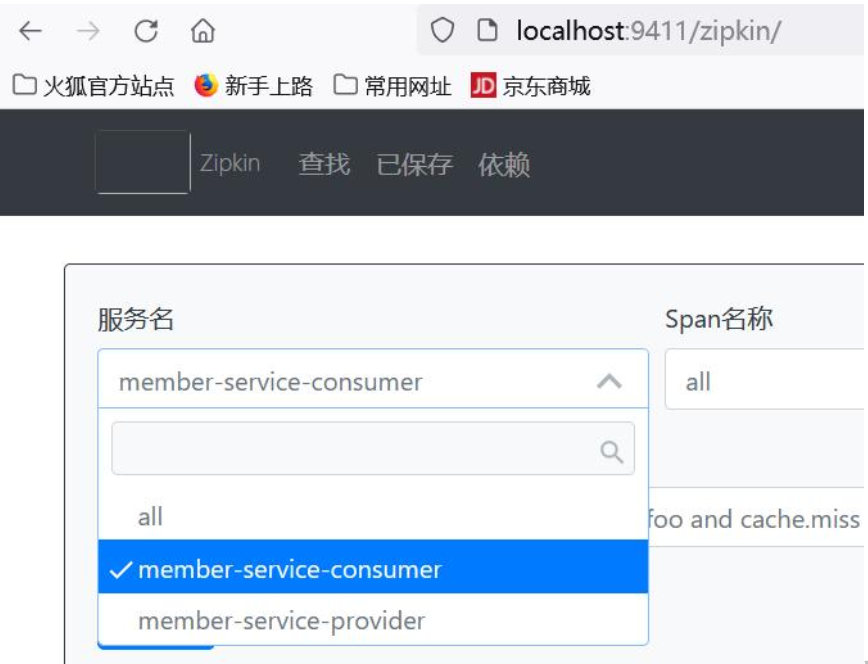 localhost:9411/zipkin/
火狐官方站点 新手上路 常用网址 JD 京东商城
Zipkin 查找 已保存 依赖
服务名 Span名称
member-service-consumer all
all
foo and cache.miss
member-service-consumer
member-service-provider